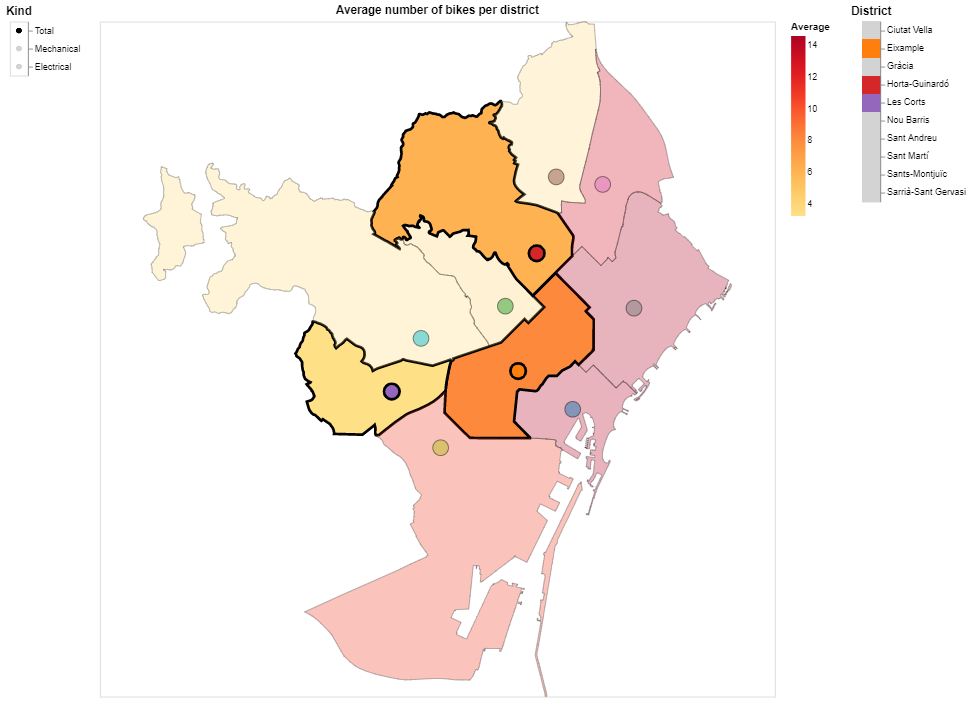 Kind
Total
Mechanical
Electrical
Average number of bikes per district
Average
14
12
10
8
6
4
District
Ciutat Vella
Eixample
Gràcia
Horta-Guinardó
Les Corts
Nou Barris
Sant Andreu
Sant Martí
Sants-Montjuïc
Sarrià-Sant Gervasi